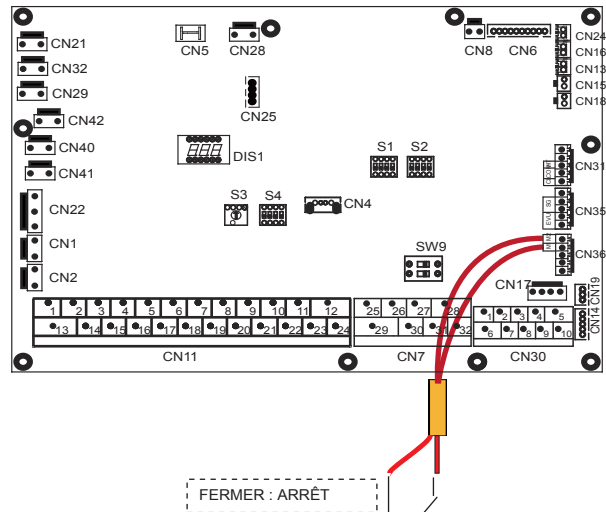 CN21
CN32
CN29
CN42
CN40
CN41
CN22
CN1
CN2
CN5
CN28
CN25
DIS1
S1 S2
S3 S4
CN4
SW9
CN8
CN6
CN24
CN16
CN13
CN15
CN18
CN31
CN35
SG
EVU
CN36
M1 M2
CN17
CN19
CN14
1 2 3 4 5 6 7 8 9 10 11 12
13 14 15 16 17 18 19 20 21 22 23 24
CN11
25 26 27 28
29 30 31 32
CN7
1 2 3 4 5
6 7 8 9 10
CN30
FERMER : ARRÊT